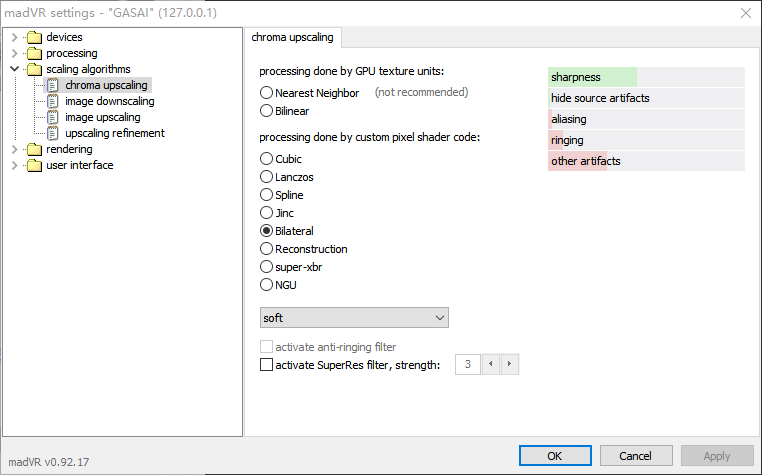 madVR settings - "GASAI" (127.0.0.1)
devices
processing
scaling algorithms
chroma upscaling
image downscaling
image upscaling
upscaling refinement
rendering
user interface
chroma upscaling
processing done by GPU texture units:
Nearest Neighbor (not recommended)
Bilinear
processing done by custom pixel shader code:
Cubic
Lanczos
Spline
Jinc
Bilateral
Reconstruction
super-xbr
NGU
soft
activate anti-ringing filter
activate SuperRes filter, strength: 3
sharpness
hide source artifacts
aliasing
ringing
other artifacts
madVR v0.92.17
OK
Cancel
Apply